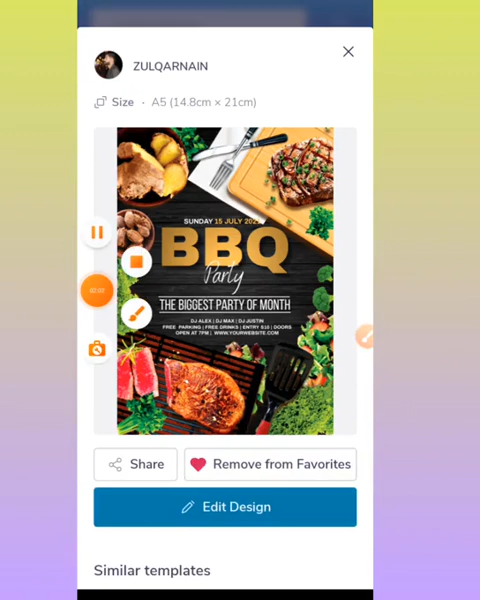 ZULQARNAIN
Size · A5 (14.8cm × 21cm)
SUNDAY 15 JULY
BBQ
Party
THE BIGGEST PARTY OF MONTH
DJ ALEX | DJ MAX | DJ JUSTIN
FREE PARKING | FREE DRINKS | ENTRY $10 | DOORS
OPEN AT 7PM | WWW.YOURWEBSITE.COM
Share
Remove from Favorites
Edit Design
Similar templates